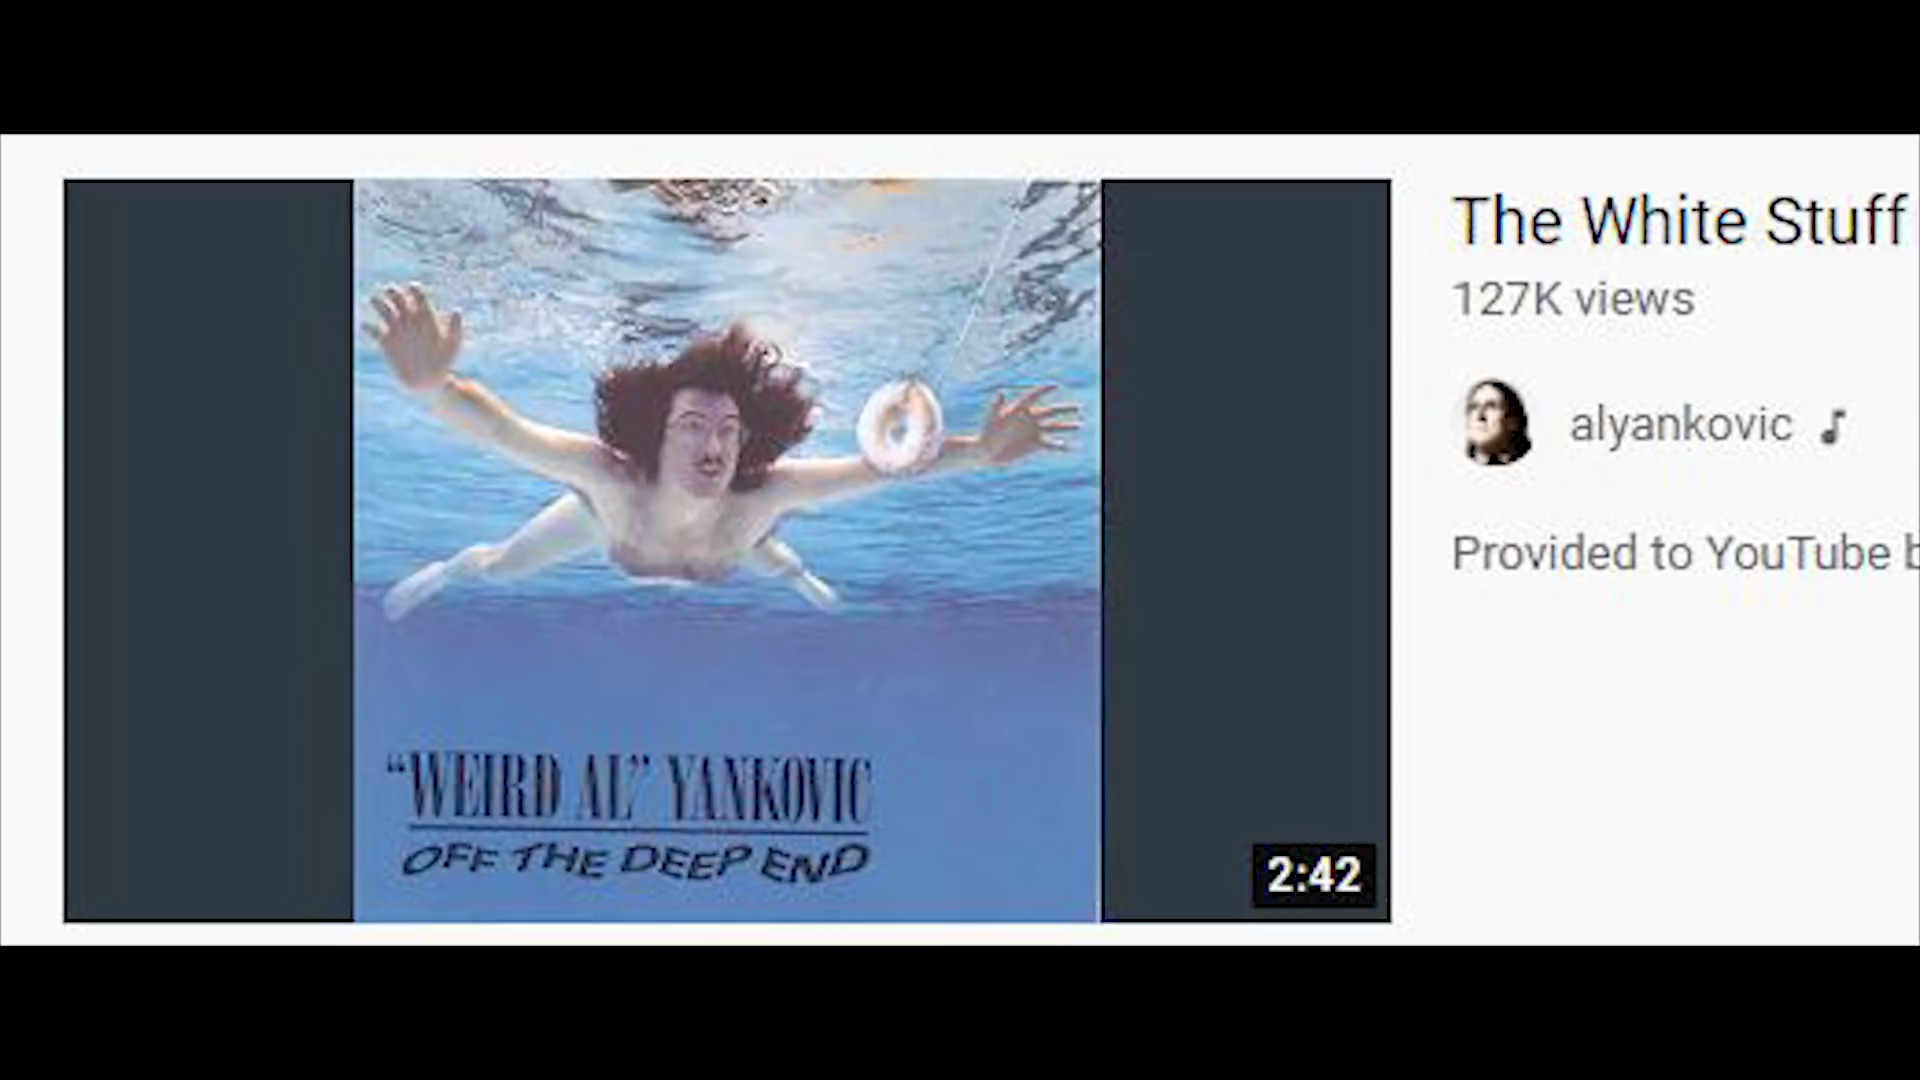 "WEIRD AL" YANKOVIC
OFF THE DEEP END
2:42
The White Stuff
127K views
alyankovic
Provided to YouTube